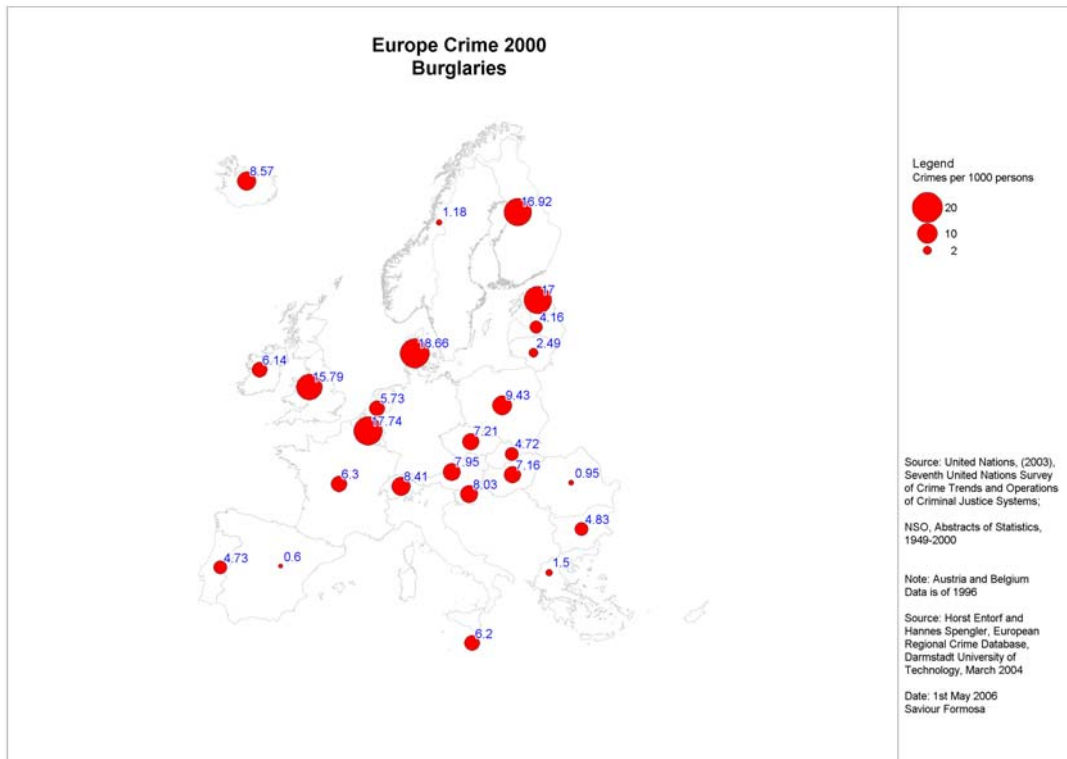 Europe Crime 2000
Burglaries
8.57
1.18
16.92
17
4.16
2.49
18.66
6.14
15.79
5.73
17.74
9.43
7.21
4.72
7.95
7.16
6.3
8.41
8.03
0.95
4.83
4.73
0.6
1.5
6.2
Legend
Crimes per 1000 persons
20
10
2
Source: United Nations, (2003),
Seventh United Nations Survey
of Crime Trends and Operations
of Criminal Justice Systems;
NSO, Abstracts of Statistics,
1949-2000
Note: Austria and Belgium
Data is of 1996
Source: Horst Entorf and
Hannes Spengler, European
Regional Crime Database,
Darmstadt University of
Technology, March 2004
Date: 1st May 2006
Saviour Formosa